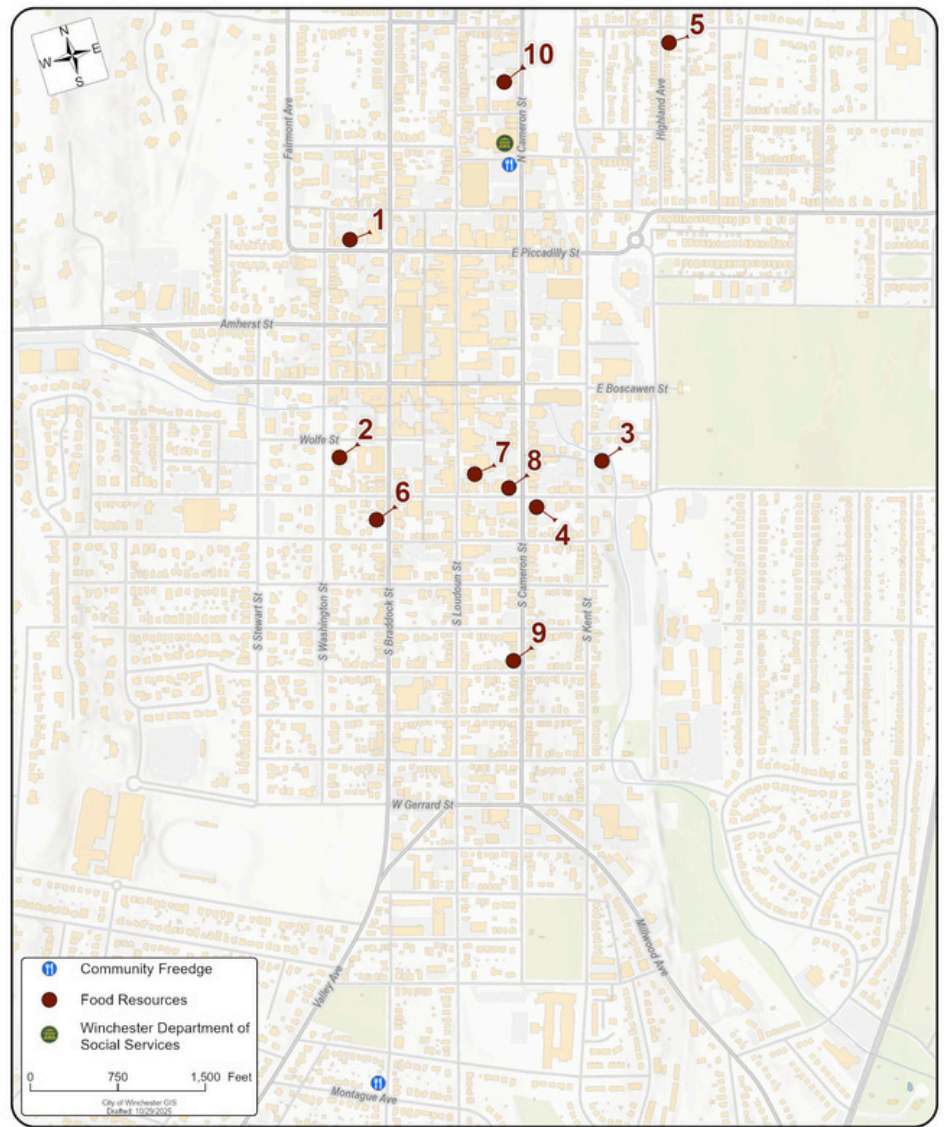 N
W E
S
5
10
Fairmont Ave
N Cameron St
Highland Ave
1
E Piccadilly St
Amherst St
E Boscawen St
Wolfe St
2
3
7
8
6
4
S Stewart St
S Washington St
S Braddock St
S Loudoun St
S Cameron St
S Kent St
9
W Gerrard St
Valley Ave
Millwood Ave
Montague Ave
Community Freedge
Food Resources
Winchester Department of
Social Services
0 750 1,500 Feet
City of Winchester GIS
Drafted: 10/29/2025